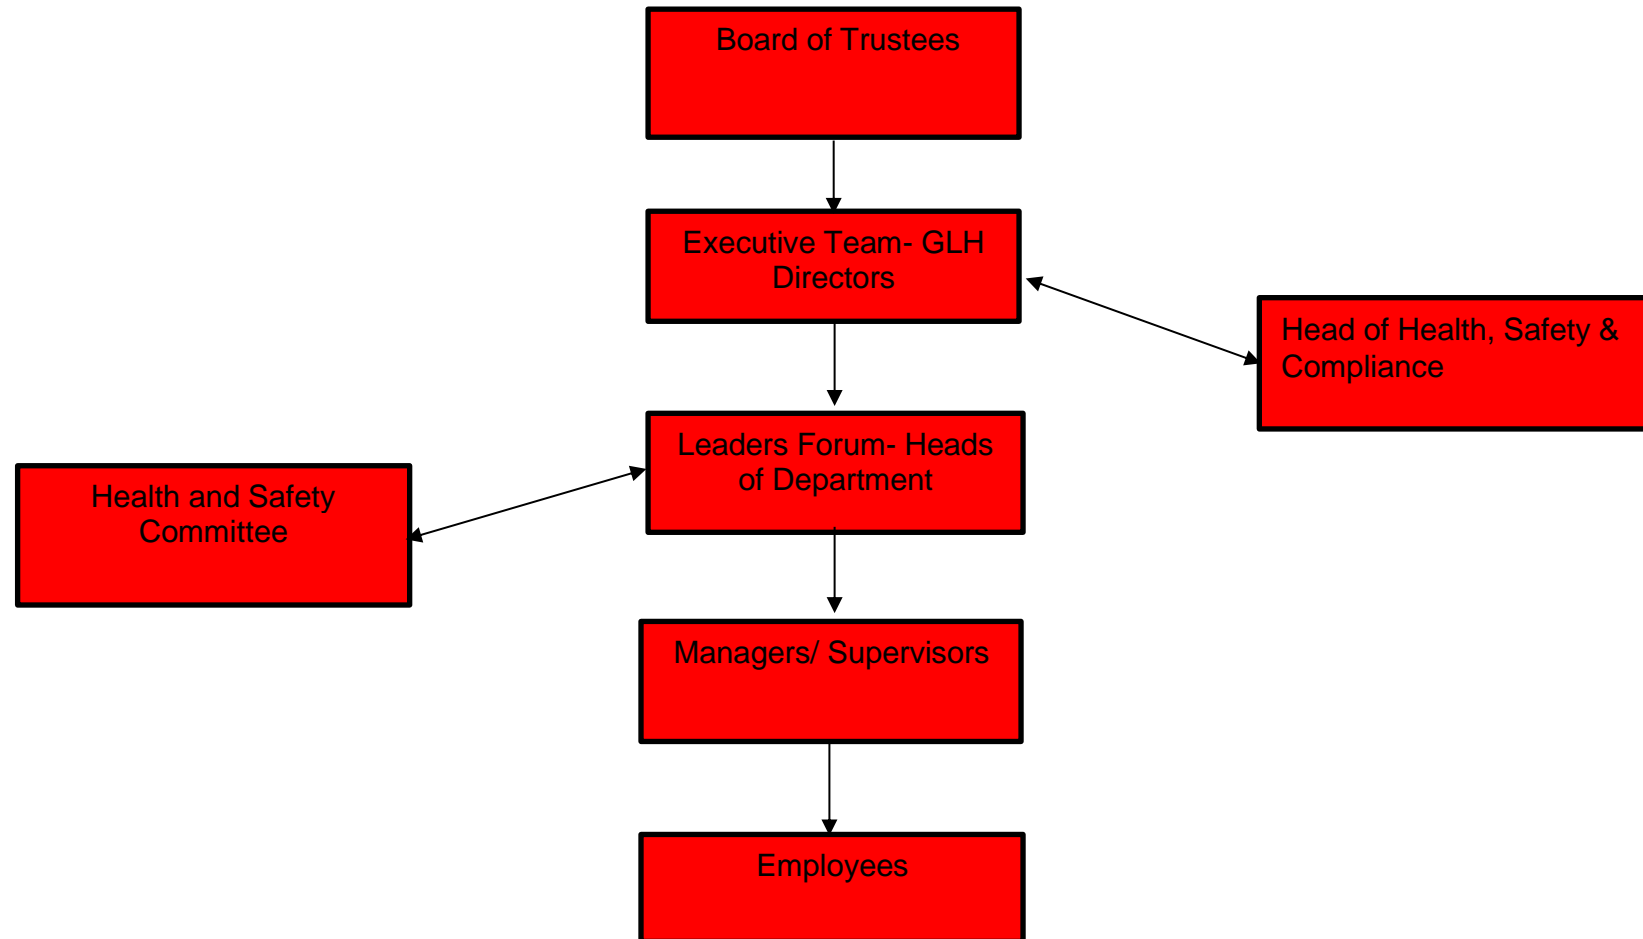 Board of Trustees
Executive Team- GLH
Directors
Head of Health, Safety &
Compliance
Leaders Forum- Heads
of Department
Health and Safety
Committee
Managers/ Supervisors
Employees